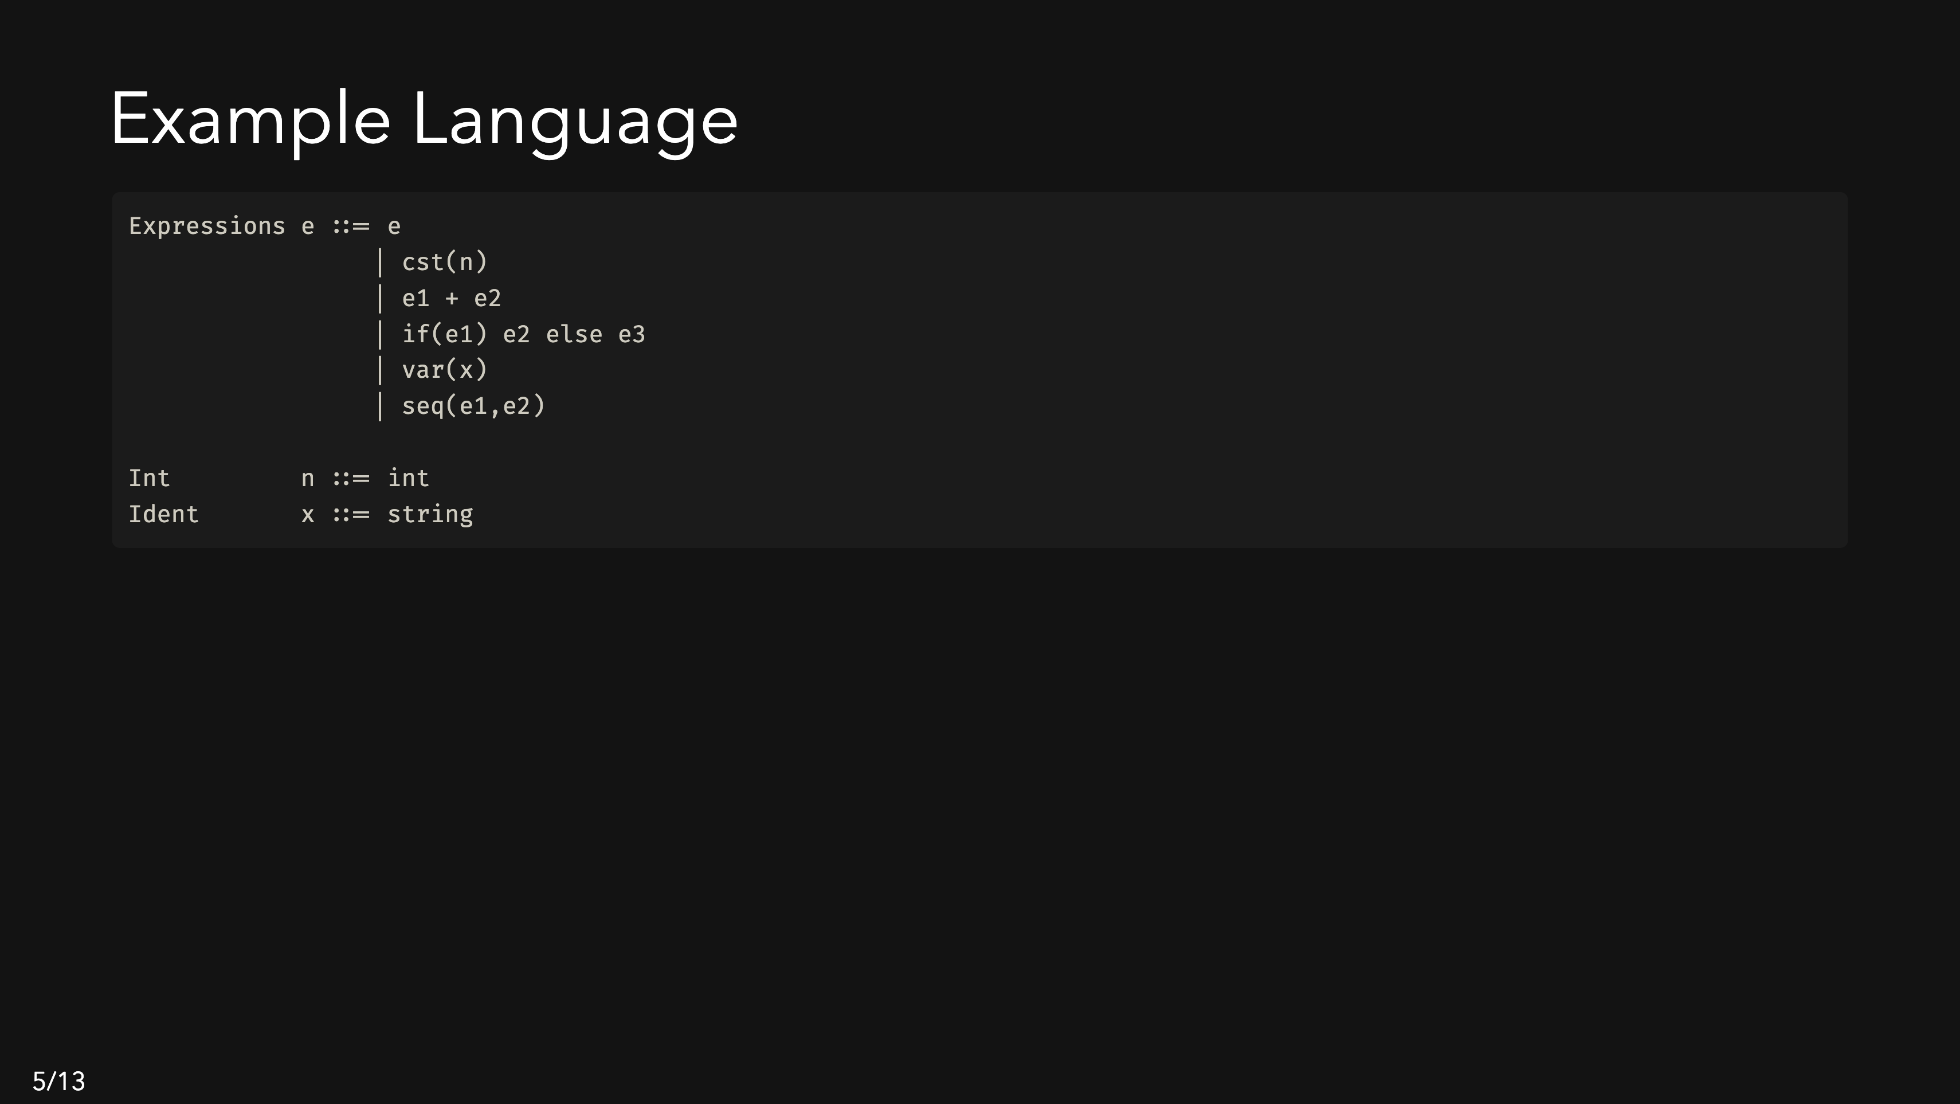 Example Language
Expressions e ::= e
| cst(n)
| e1 + e2
| if(e1) e2 else e3
| var(x)
| seq(e1,e2)
Int n ::= int
Ident x ::= string
5/13